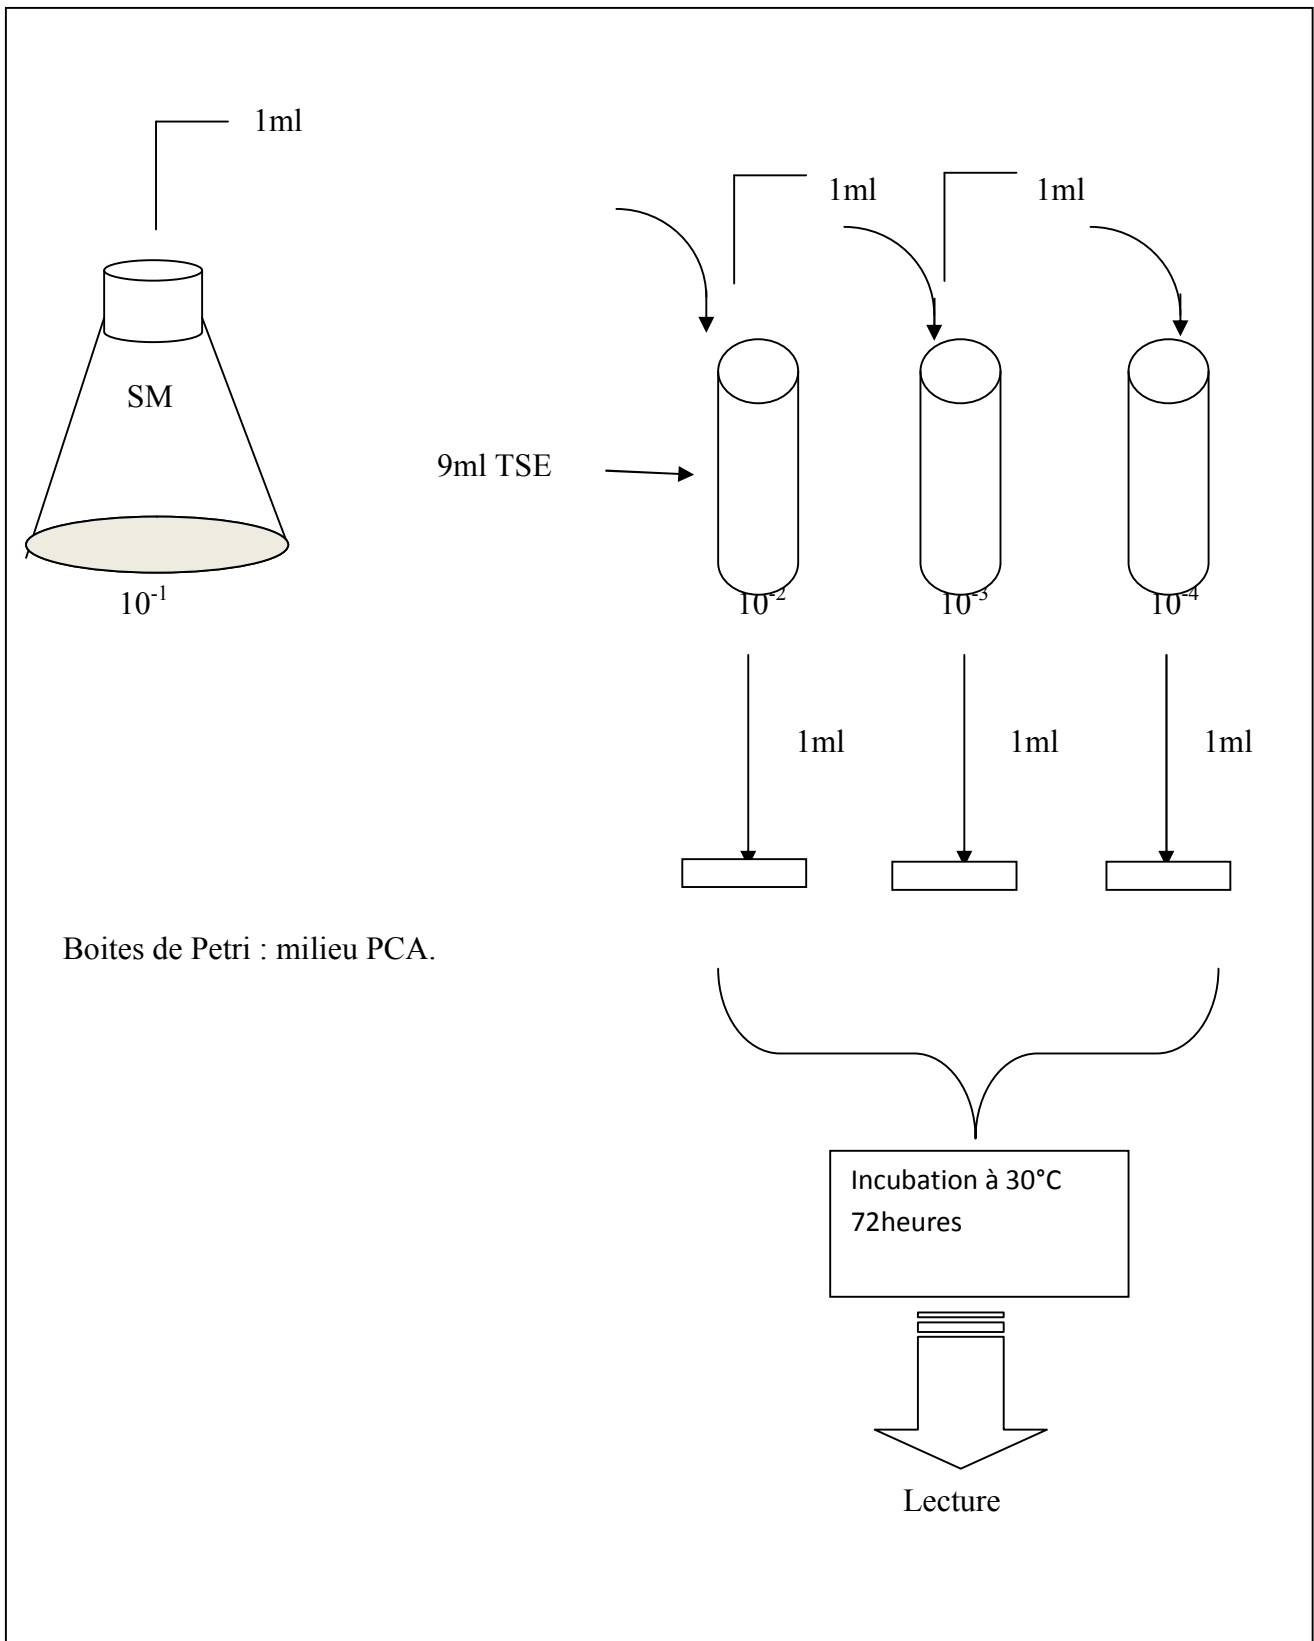 1ml
1ml
1ml
SM
9ml TSE
10⁻¹
10⁻²
10⁻³
10⁻⁴
1ml
1ml
1ml
Boites de Petri : milieu PCA.
Incubation à 30°C
72heures
Lecture